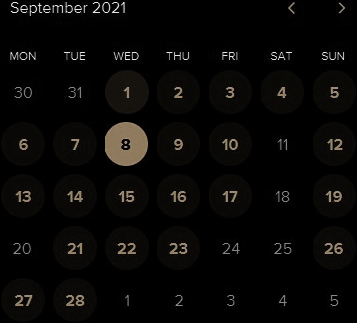 September 2021
MON TUE WED THU FRI SAT SUN
30 31 1 2 3 4 5
6 7 8 9 10 11 12
13 14 15 16 17 18 19
20 21 22 23 24 25 26
27 28 1 2 3 4 5